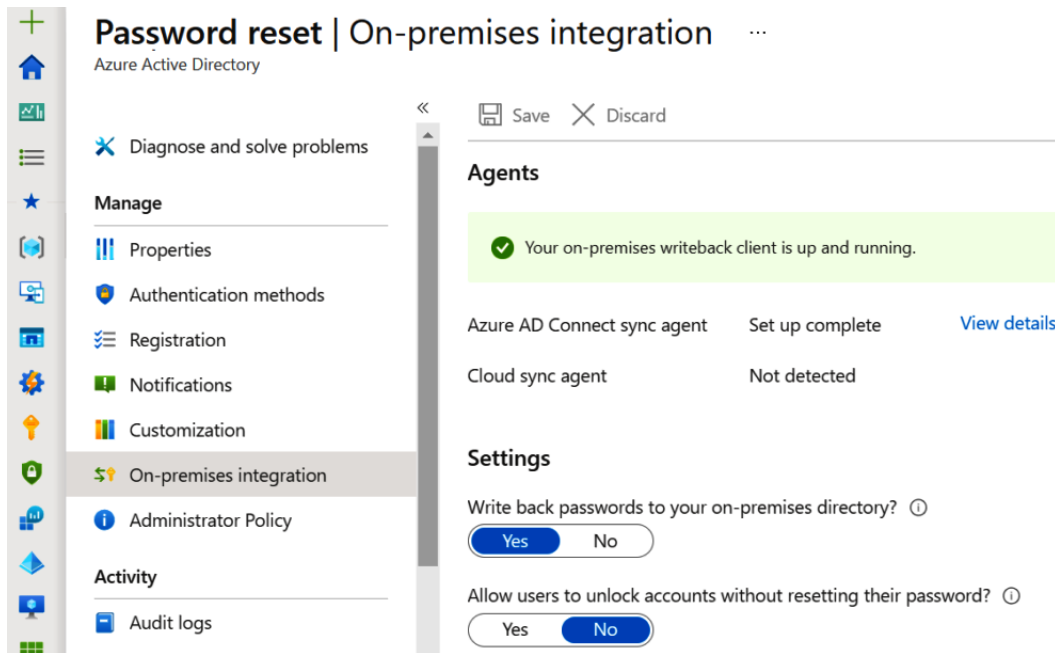 Password reset | On-premises integration ...
Azure Active Directory
«
Diagnose and solve problems
Manage
Properties
Authentication methods
Registration
Notifications
Customization
On-premises integration
Administrator Policy
Activity
Audit logs
Save Discard
Agents
Your on-premises writeback client is up and running.
Azure AD Connect sync agent Set up complete View details
Cloud sync agent Not detected
Settings
Write back passwords to your on-premises directory?
Yes No
Allow users to unlock accounts without resetting their password?
Yes No